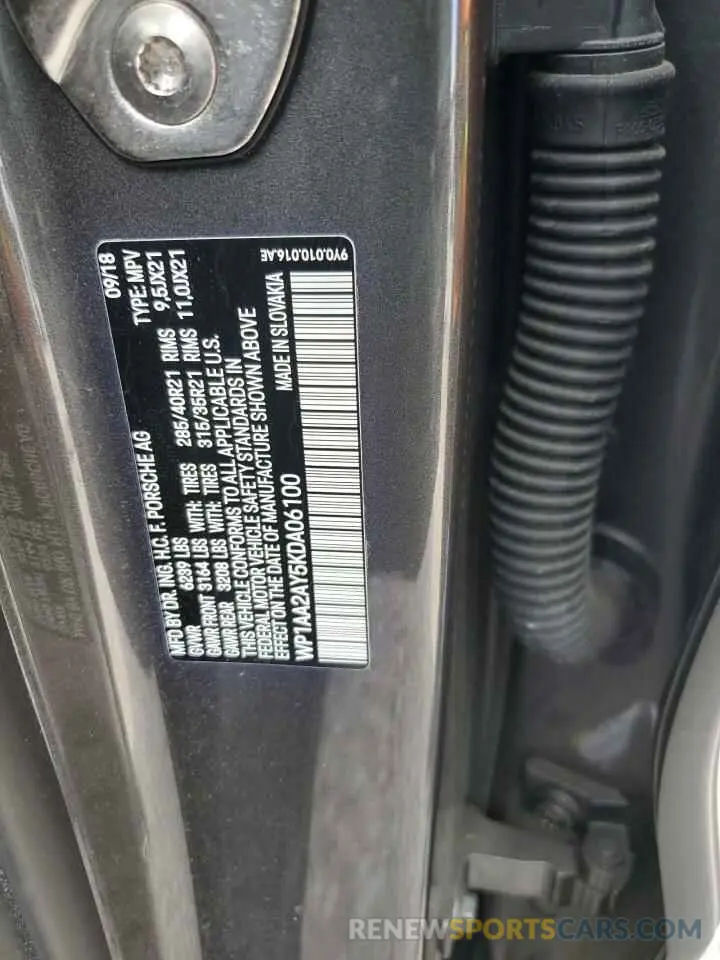 MFD BY DR. ING. H.C. F. PORSCHE AG 09/18
GVWR 6239 LBS TYPE: MPV
GAWR FRONT 3164 LBS WITH: TIRES 285/40R21 RIMS 9,5JX21
GAWR REAR 3208 LBS WITH: TIRES 315/35R21 RIMS 11,0JX21
THIS VEHICLE CONFORMS TO ALL APPLICABLE U.S.
FEDERAL MOTOR VEHICLE SAFETY STANDARDS IN
EFFECT ON THE DATE OF MANUFACTURE SHOWN ABOVE
WP1AA2AY5KDA06100 MADE IN SLOVAKIA
9Y0.010.016.AE
RENEWSPORTSCARS.COM